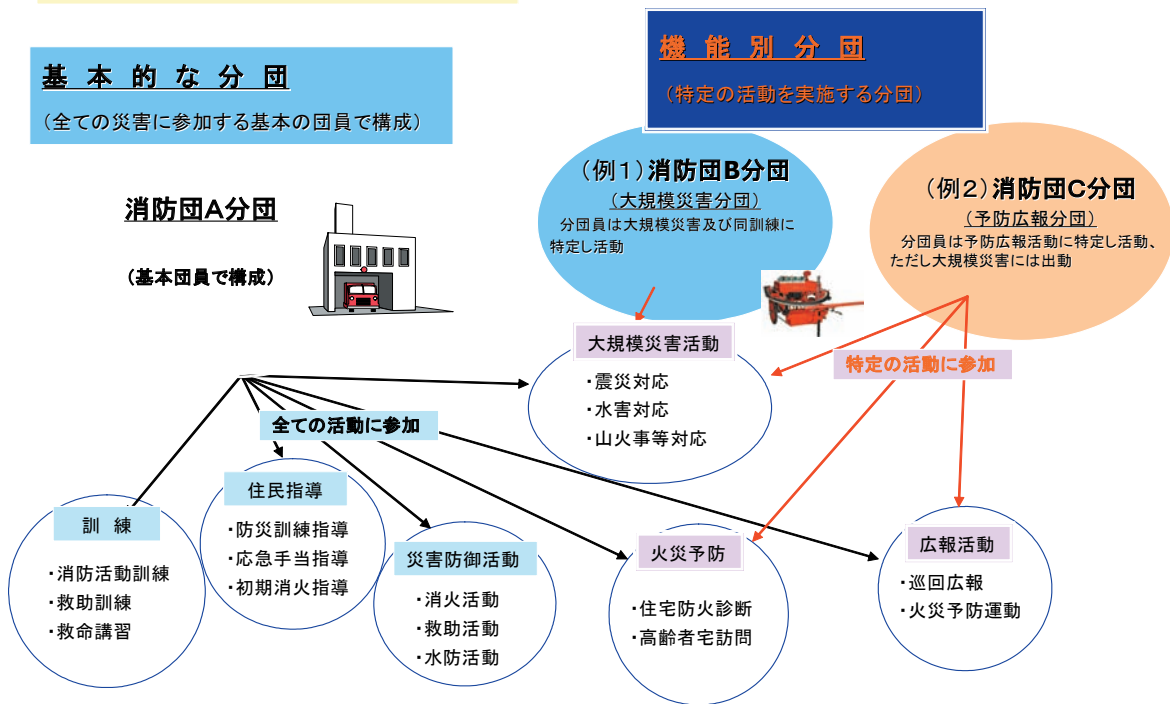 基本的な分団
（全ての災害に参加する基本の団員で構成）
機能別分団
（特定の活動を実施する分団）
消防団A分団
（基本団員で構成）
（例1）消防団B分団
（大規模災害分団）
分団員は大規模災害及び同訓練に
特定し活動
（例2）消防団C分団
（予防広報分団）
分団員は予防広報活動に特定し活動、
ただし大規模災害には出動
大規模災害活動
・震災対応
・水害対応
・山火事等対応
特定の活動に参加
全ての活動に参加
訓練
・消防活動訓練
・救助訓練
・救命講習
住民指導
・防災訓練指導
・応急手当指導
・初期消火指導
災害防御活動
・消火活動
・救助活動
・水防活動
火災予防
・住宅防火診断
・高齢者宅訪問
広報活動
・巡回広報
・火災予防運動